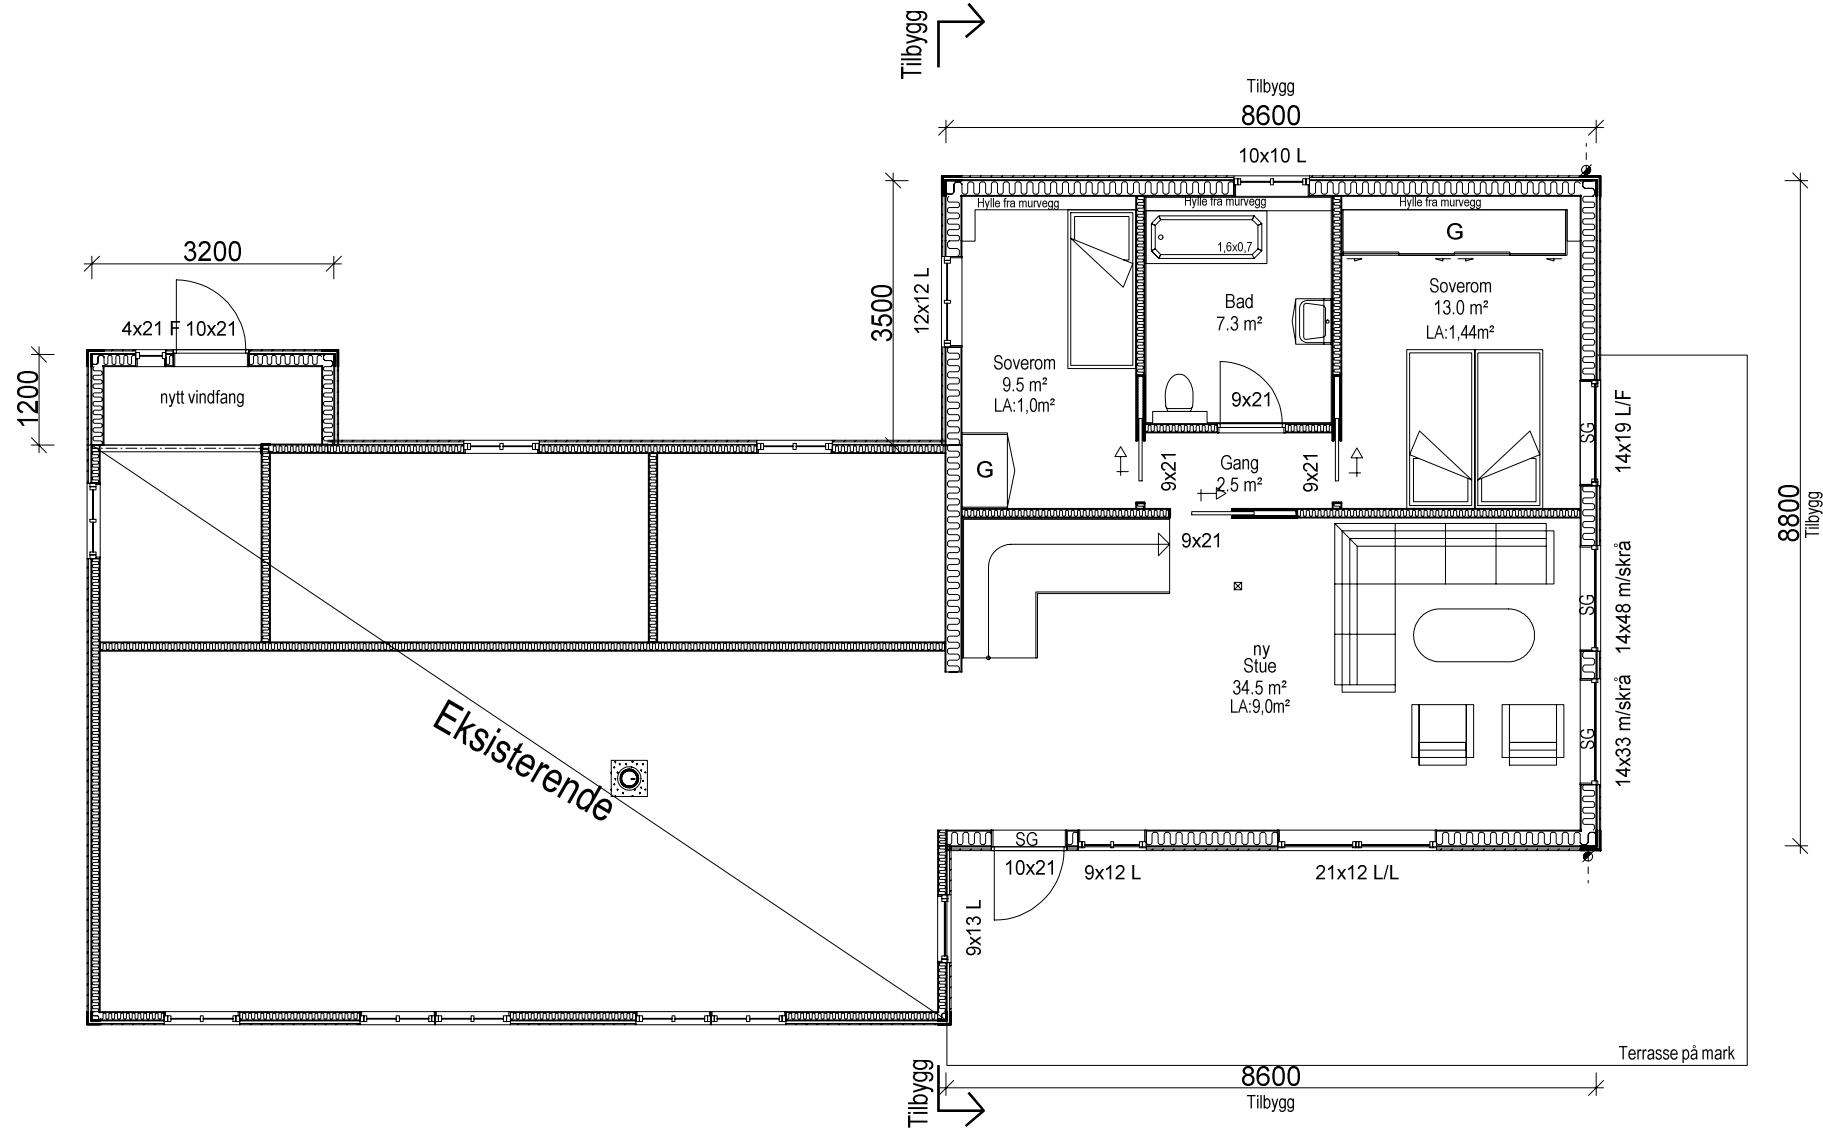 Tilbygg
Tilbygg
8600
10x10 L
Hylle fra murvegg
Hylle fra murvegg
Hylle fra murvegg
G
1,6x0,7
3200
3500
12x12 L
Bad
7.3 m²
Soverom
13.0 m²
LA:1,44m²
4x21 F 10x21
1200
nytt vindfang
Soverom
9.5 m²
LA:1,0m²
9x21
SG
14x19 L/F
G
9x21
Gang
2.5 m²
9x21
8800
Tilbygg
9x21
SG
14x48 m/skrå
ny
Stue
34.5 m²
LA:9,0m²
SG
14x33 m/skrå
Eksisterende
SG
10x21
9x12 L
21x12 L/L
9x13 L
Terrasse på mark
Tilbygg
8600
Tilbygg